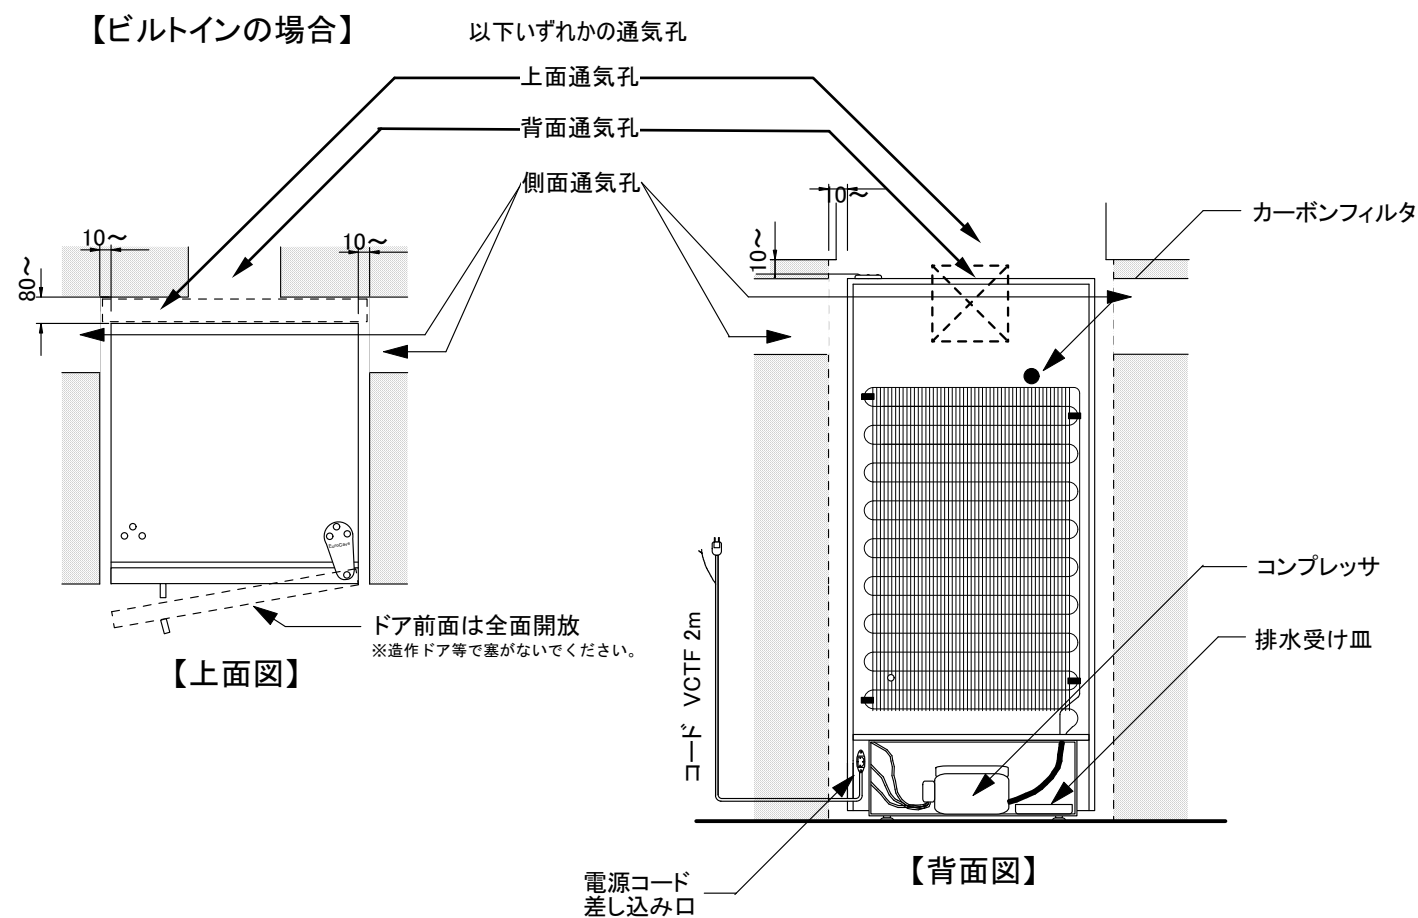 【ビルトインの場合】
以下いずれかの通気孔
上面通気孔
背面通気孔
側面通気孔
10～
カーボンフィルタ
10～
10～
10～
80～
EuroCave
コンプレッサ
ドア前面は全面開放
※造作ドア等で塞がないでください。
排水受け皿
【上面図】
コード VCTF 2m
【背面図】
電源コード
差し込み口